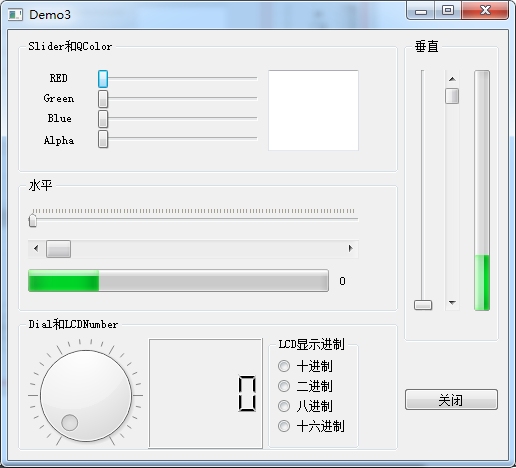 Demo3
Slider和QColor
RED
Green
Blue
Alpha
垂直
水平
0
Dial和LCDNumber
0
LCD显示进制
十进制
二进制
八进制
十六进制
关闭